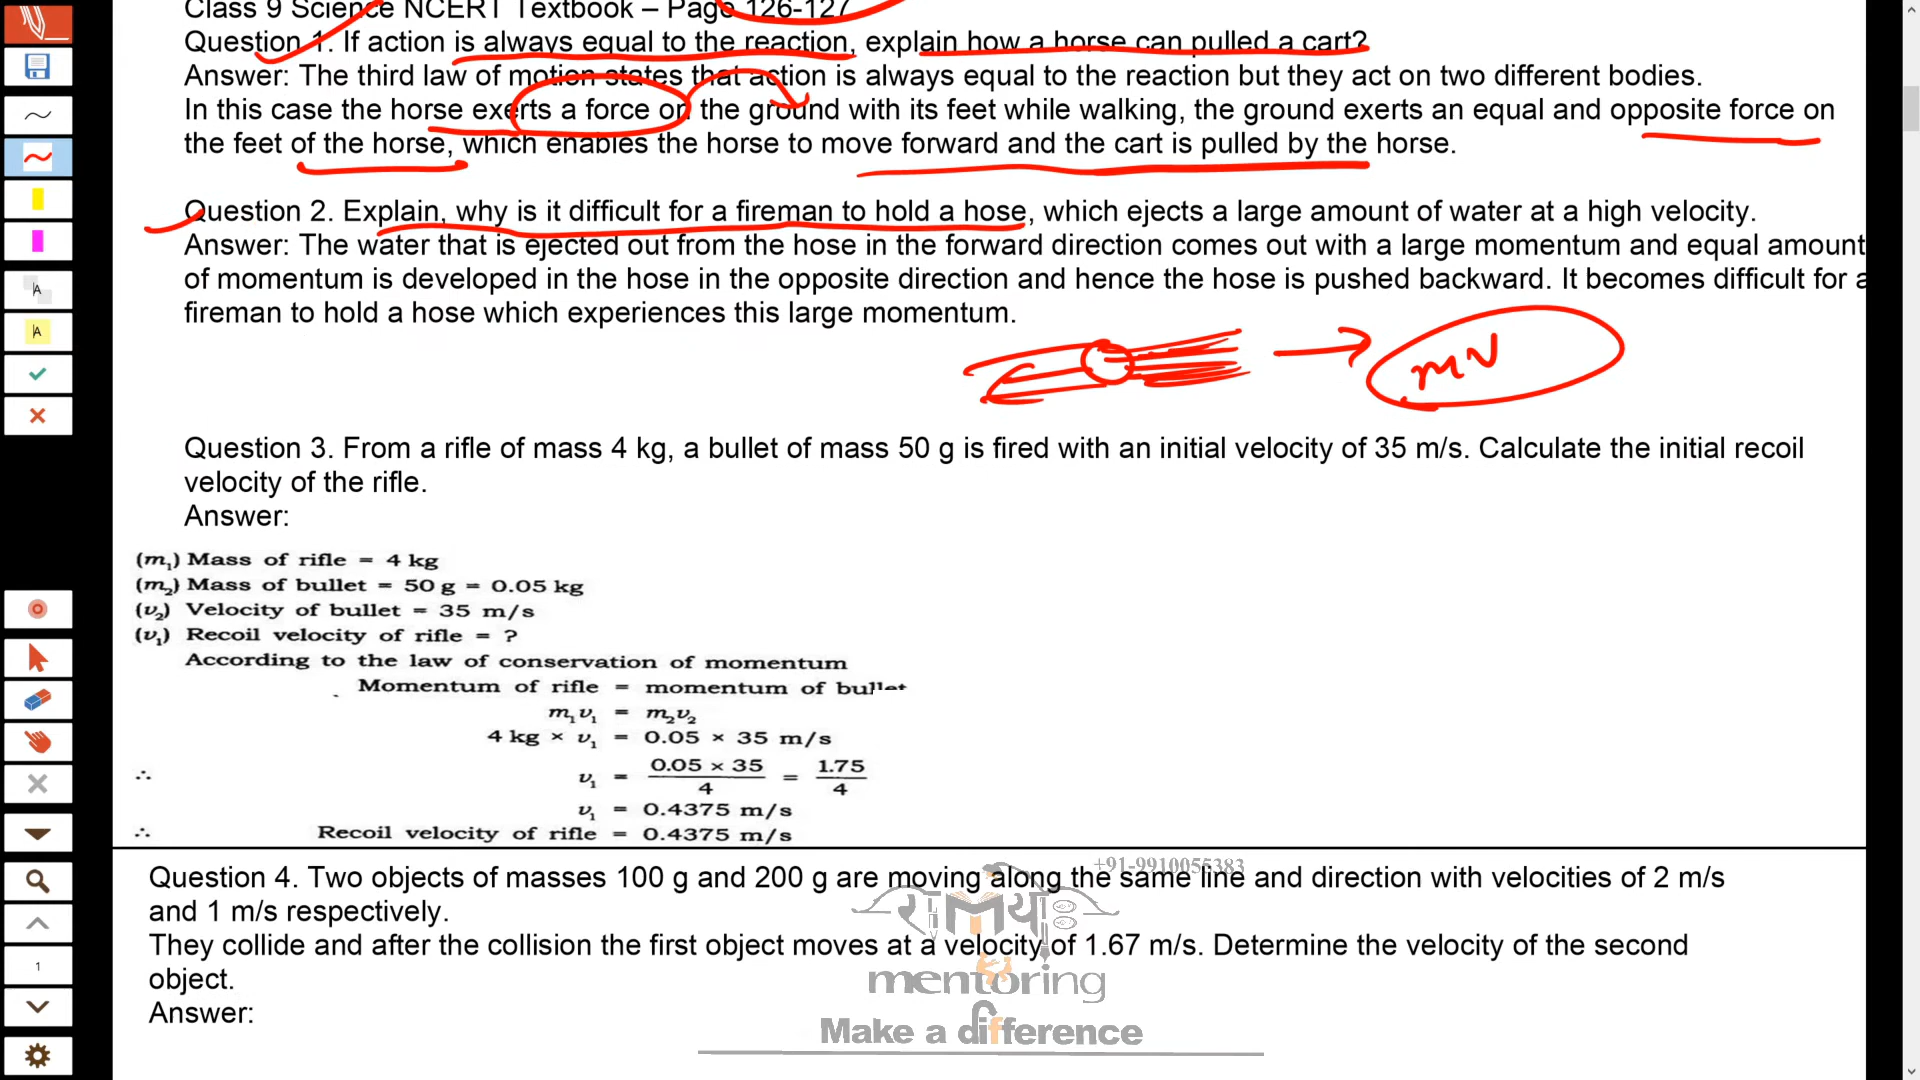 Class 9 Science NCERT Textbook – Page 126-127
Question 1. If action is always equal to the reaction, explain how a horse can pulled a cart?
Answer: The third law of motion states that action is always equal to the reaction but they act on two different bodies.
In this case the horse exerts a force on the ground with its feet while walking, the ground exerts an equal and opposite force on
the feet of the horse, which enables the horse to move forward and the cart is pulled by the horse.
Question 2. Explain, why is it difficult for a fireman to hold a hose, which ejects a large amount of water at a high velocity.
Answer: The water that is ejected out from the hose in the forward direction comes out with a large momentum and equal amount
of momentum is developed in the hose in the opposite direction and hence the hose is pushed backward. It becomes difficult for a
fireman to hold a hose which experiences this large momentum.
mv
Question 3. From a rifle of mass 4 kg, a bullet of mass 50 g is fired with an initial velocity of 35 m/s. Calculate the initial recoil
velocity of the rifle.
Answer:
(m₁) Mass of rifle = 4 kg
(m₂) Mass of bullet = 50 g = 0.05 kg
(v₂) Velocity of bullet = 35 m/s
(v₁) Recoil velocity of rifle = ?
According to the law of conservation of momentum
Momentum of rifle = momentum of bullet
m₁v₁ = m₂v₂
4 kg × v₁ = 0.05 × 35 m/s
∴ v₁ = 0.05 × 35 / 4 = 1.75 / 4
v₁ = 0.4375 m/s
∴ Recoil velocity of rifle = 0.4375 m/s
+91-9910055383
Question 4. Two objects of masses 100 g and 200 g are moving along the same line and direction with velocities of 2 m/s
and 1 m/s respectively.
They collide and after the collision the first object moves at a velocity of 1.67 m/s. Determine the velocity of the second
object.
Answer:
mentoring
Make a difference
A
A
1